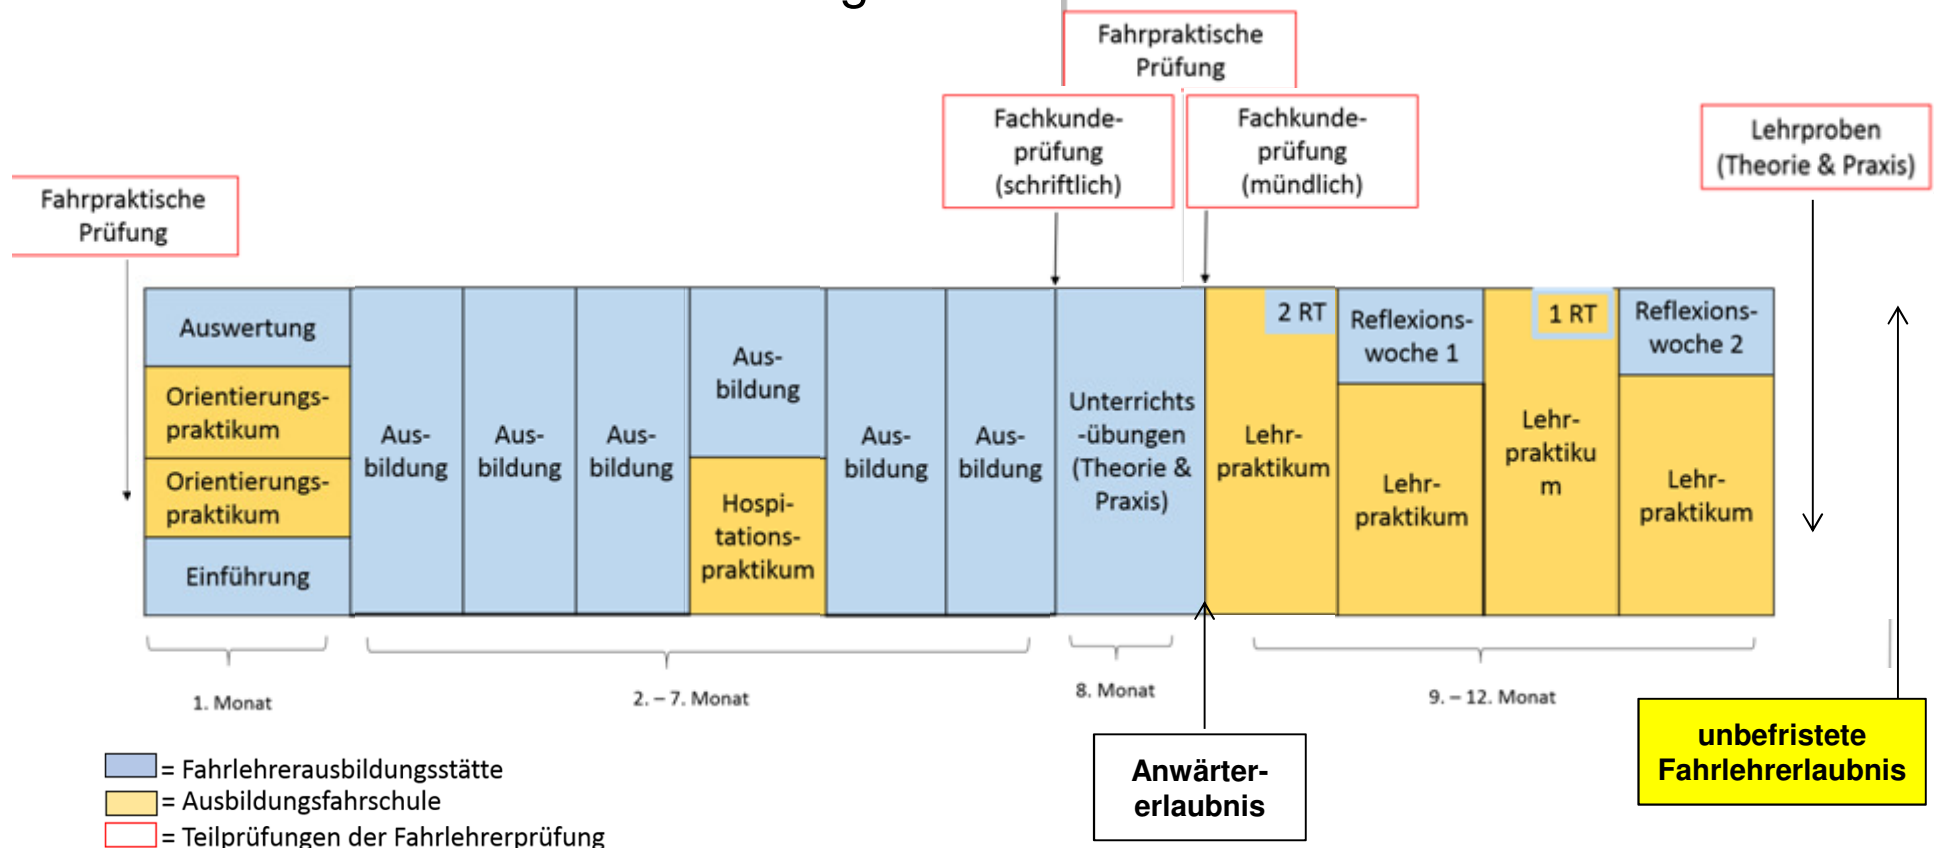 Fahrpraktische
Prüfung
Fachkunde-
prüfung
(schriftlich)
Fachkunde-
prüfung
(mündlich)
Lehrproben
(Theorie & Praxis)
Fahrpraktische
Prüfung
Auswertung
Orientierungs-
praktikum
Orientierungs-
praktikum
Einführung
Aus-
bildung
Aus-
bildung
Aus-
bildung
Aus-
bildung
Hospi-
tations-
praktikum
Aus-
bildung
Aus-
bildung
Unterrichts
-übungen
(Theorie &
Praxis)
2 RT
Lehr-
praktikum
Reflexions-
woche 1
Lehr-
praktikum
1 RT
Lehr-
praktiku
m
Reflexions-
woche 2
Lehr-
praktikum
1. Monat
2. – 7. Monat
8. Monat
9. – 12. Monat
Anwärter-
erlaubnis
unbefristete
Fahrlehrerlaubnis
= Fahrlehrerausbildungsstätte
= Ausbildungsfahrschule
= Teilprüfungen der Fahrlehrerprüfung